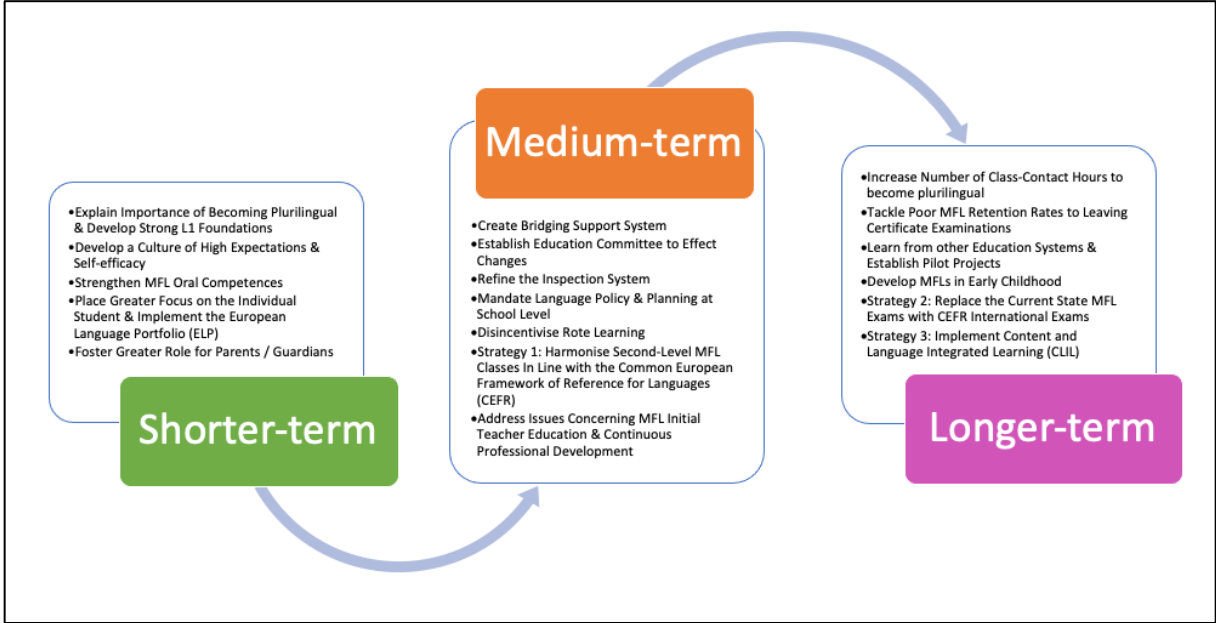 •Explain Importance of Becoming Plurilingual
& Develop Strong L1 Foundations
•Develop a Culture of High Expectations &
Self-efficacy
•Strengthen MFL Oral Competences
•Place Greater Focus on the Individual
Student & Implement the European
Language Portfolio (ELP)
•Foster Greater Role for Parents / Guardians
Shorter-term
Medium-term
•Create Bridging Support System
•Establish Education Committee to Effect
Changes
•Refine the Inspection System
•Mandate Language Policy & Planning at
School Level
•Disincentivise Rote Learning
•Strategy 1: Harmonise Second-Level MFL
Classes In Line with the Common European
Framework of Reference for Languages
(CEFR)
•Address Issues Concerning MFL Initial
Teacher Education & Continuous
Professional Development
•Increase Number of Class-Contact Hours to
become plurilingual
•Tackle Poor MFL Retention Rates to Leaving
Certificate Examinations
•Learn from other Education Systems &
Establish Pilot Projects
•Develop MFLs in Early Childhood
•Strategy 2: Replace the Current State MFL
Exams with CEFR International Exams
•Strategy 3: Implement Content and
Language Integrated Learning (CLIL)
Longer-term